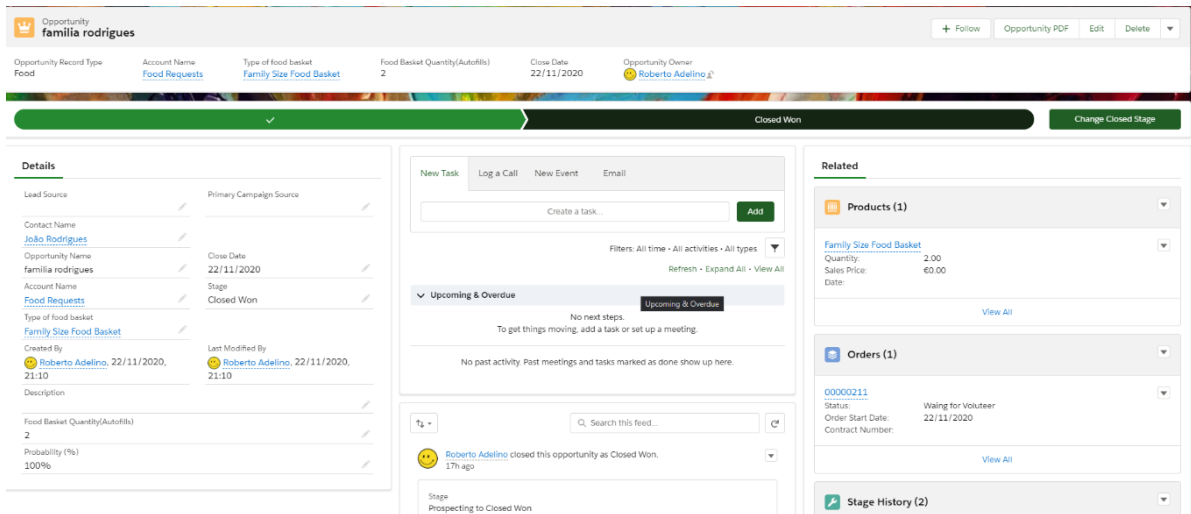 Opportunity
familia rodrigues
+ Follow
Opportunity PDF
Edit
Delete
Opportunity Record Type
Food
Account Name
Food Requests
Type of food basket
Family Size Food Basket
Food Basket Quantity(Autofills)
2
Close Date
22/11/2020
Opportunity Owner
Roberto Adelino
Closed Won
Change Closed Stage
Details
Lead Source
Primary Campaign Source
Contact Name
João Rodrigues
Opportunity Name
familia rodrigues
Close Date
22/11/2020
Account Name
Food Requests
Stage
Closed Won
Type of food basket
Family Size Food Basket
Created By
Roberto Adelino, 22/11/2020,
21:10
Last Modified By
Roberto Adelino, 22/11/2020,
21:10
Description
Food Basket Quantity(Autofills)
2
Probability (%)
100%
New Task
Log a Call
New Event
Email
Create a task...
Add
Filters: All time • All activities • All types
Refresh • Expand All • View All
Upcoming & Overdue
Upcoming & Overdue
No next steps.
To get things moving, add a task or set up a meeting.
No past activity. Past meetings and tasks marked as done show up here.
Search this feed...
Roberto Adelino closed this opportunity as Closed Won.
17h ago
Stage
Prospecting to Closed Won
Related
Products (1)
Family Size Food Basket
Quantity: 2.00
Sales Price: €0.00
Date:
View All
Orders (1)
00000211
Status: Waing for Voluteer
Order Start Date: 22/11/2020
Contract Number:
View All
Stage History (2)